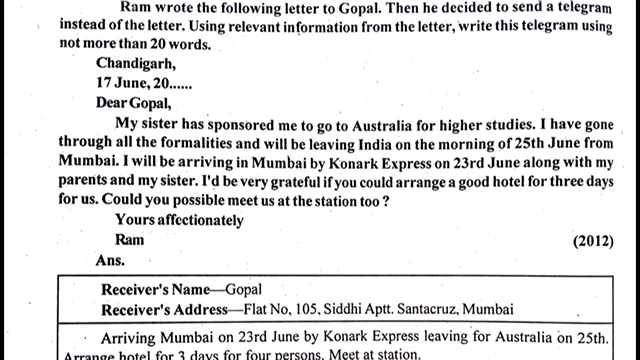 Ram wrote the following letter to Gopal. Then he decided to send a telegram
instead of the letter. Using relevant information from the letter, write this telegram using
not more than 20 words.
Chandigarh,
17 June, 20......
Dear Gopal,
My sister has sponsored me to go to Australia for higher studies. I have gone
through all the formalities and will be leaving India on the morning of 25th June from
Mumbai. I will be arriving in Mumbai by Konark Express on 23rd June along with my
parents and my sister. I'd be very grateful if you could arrange a good hotel for three days
for us. Could you possible meet us at the station too ?
Yours affectionately
Ram (2012)
Ans.
Receiver's Name—Gopal
Receiver's Address—Flat No, 105, Siddhi Aptt. Santacruz, Mumbai
Arriving Mumbai on 23rd June by Konark Express leaving for Australia on 25th.
Arrange hotel for 3 days for four persons. Meet at station.